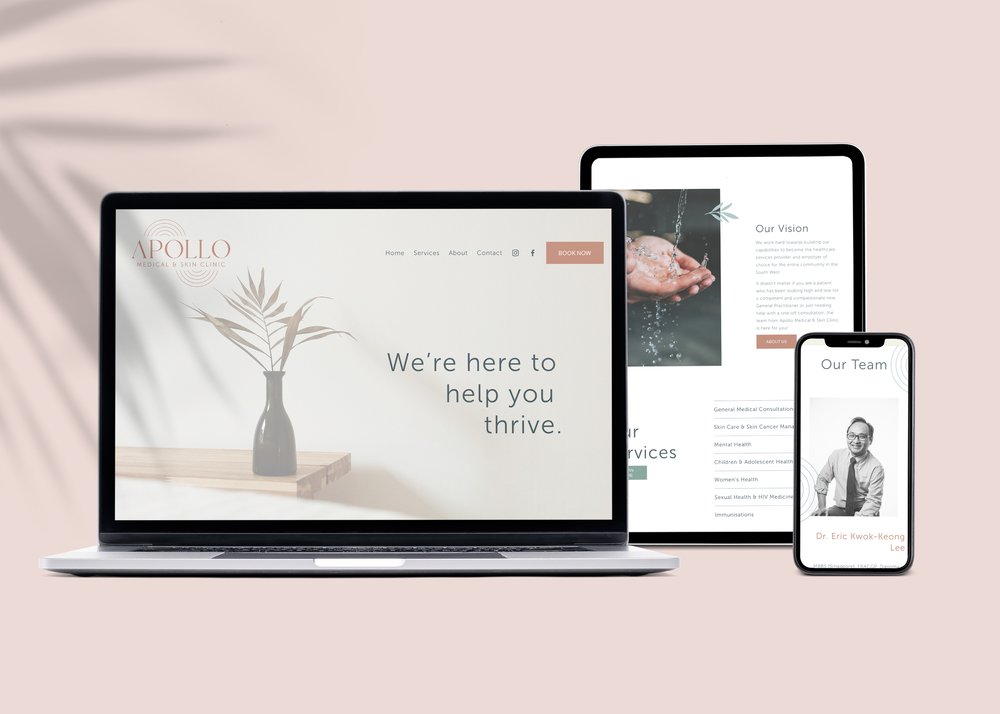 APOLLO
MEDICAL & SKIN CLINIC
Home Services About Contact BOOK NOW
We're here to
help you
thrive.
Our Vision
We work hard towards building our
capabilities to become the healthcare
services provider and employer of
choice for the entire community in the
South West.
It doesn't matter if you are a patient
who has been looking high and low for
a competent and compassionate new
General Practitioner or just needing
help with a one off consultation, the
team from Apollo Medical & Skin Clinic
is here for you!
ABOUT US
ur
rvices
General Medical Consultation
Skin Care & Skin Cancer Mana
Mental Health
Children & Adolescent Health
Women's Health
Sexual Health & HIV Medicine
Immunisations
Our Team
Dr. Eric Kwok-Keong
Lee